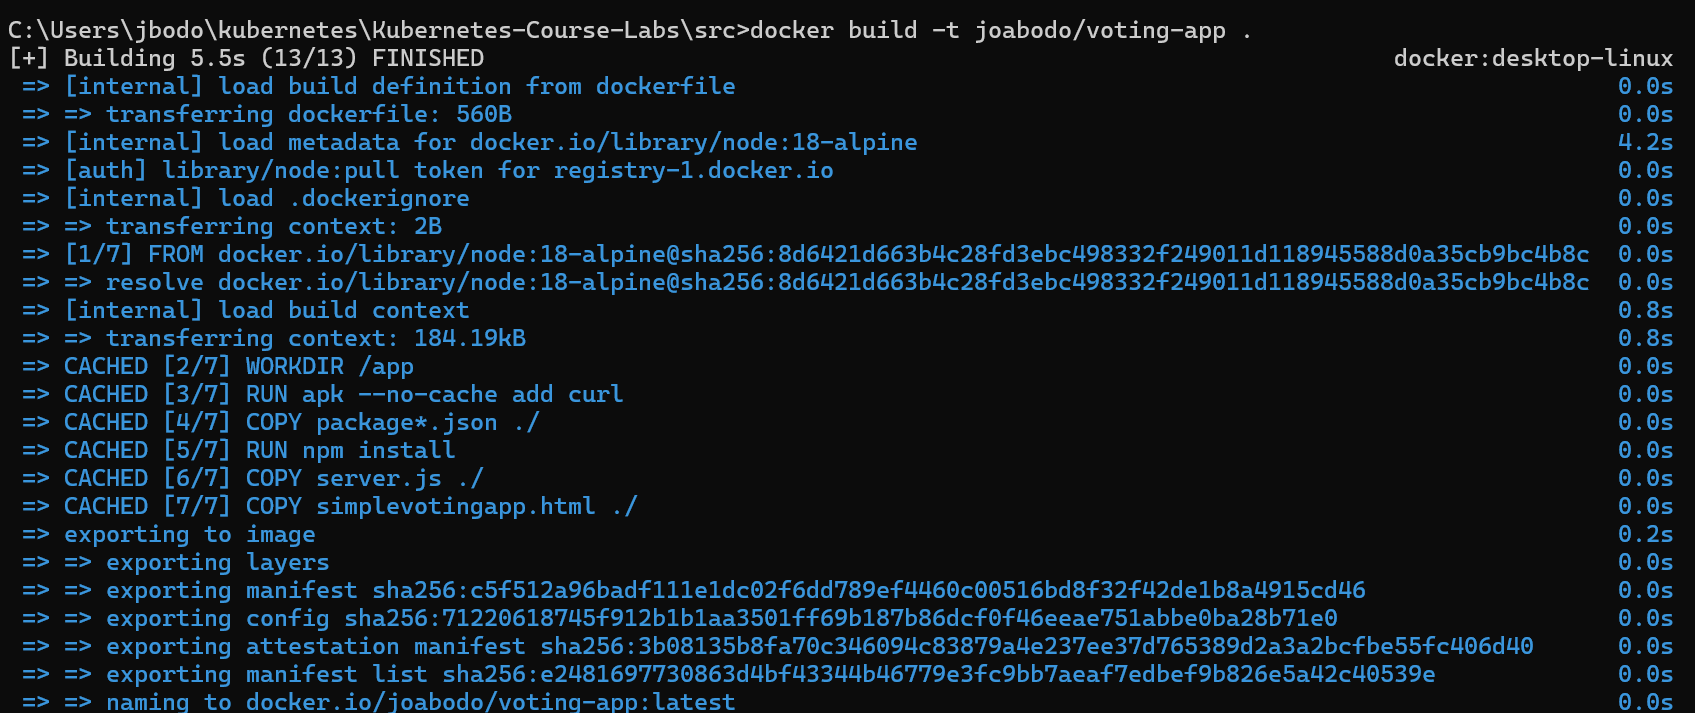 C:\Users\jbodo\kubernetes\Kubernetes-Course-Labs\src>docker build -t joabodo/voting-app .
[+] Building 5.5s (13/13) FINISHED docker:desktop-linux
=> [internal] load build definition from dockerfile 0.0s
=> => transferring dockerfile: 560B 0.0s
=> [internal] load metadata for docker.io/library/node:18-alpine 4.2s
=> [auth] library/node:pull token for registry-1.docker.io 0.0s
=> [internal] load .dockerignore 0.0s
=> => transferring context: 2B 0.0s
=> [1/7] FROM docker.io/library/node:18-alpine@sha256:8d6421d663b4c28fd3ebc498332f249011d118945588d0a35cb9bc4b8c 0.0s
=> => resolve docker.io/library/node:18-alpine@sha256:8d6421d663b4c28fd3ebc498332f249011d118945588d0a35cb9bc4b8c 0.0s
=> [internal] load build context 0.8s
=> => transferring context: 184.19kB 0.8s
=> CACHED [2/7] WORKDIR /app 0.0s
=> CACHED [3/7] RUN apk --no-cache add curl 0.0s
=> CACHED [4/7] COPY package*.json ./ 0.0s
=> CACHED [5/7] RUN npm install 0.0s
=> CACHED [6/7] COPY server.js ./ 0.0s
=> CACHED [7/7] COPY simplevotingapp.html ./ 0.0s
=> exporting to image 0.2s
=> => exporting layers 0.0s
=> => exporting manifest sha256:c5f512a96badf111e1dc02f6dd789ef4460c00516bd8f32f42de1b8a4915cd46 0.0s
=> => exporting config sha256:71220618745f912b1b1aa3501ff69b187b86dcf0f46eeae751abbe0ba28b71e0 0.0s
=> => exporting attestation manifest sha256:3b08135b8fa70c346094c83879a4e237ee37d765389d2a3a2bcfbe55fc406d40 0.0s
=> => exporting manifest list sha256:e2481697730863d4bf43344b46779e3fc9bb7aeaf7edbef9b826e5a42c40539e 0.0s
=> => naming to docker.io/joabodo/voting-app:latest 0.0s